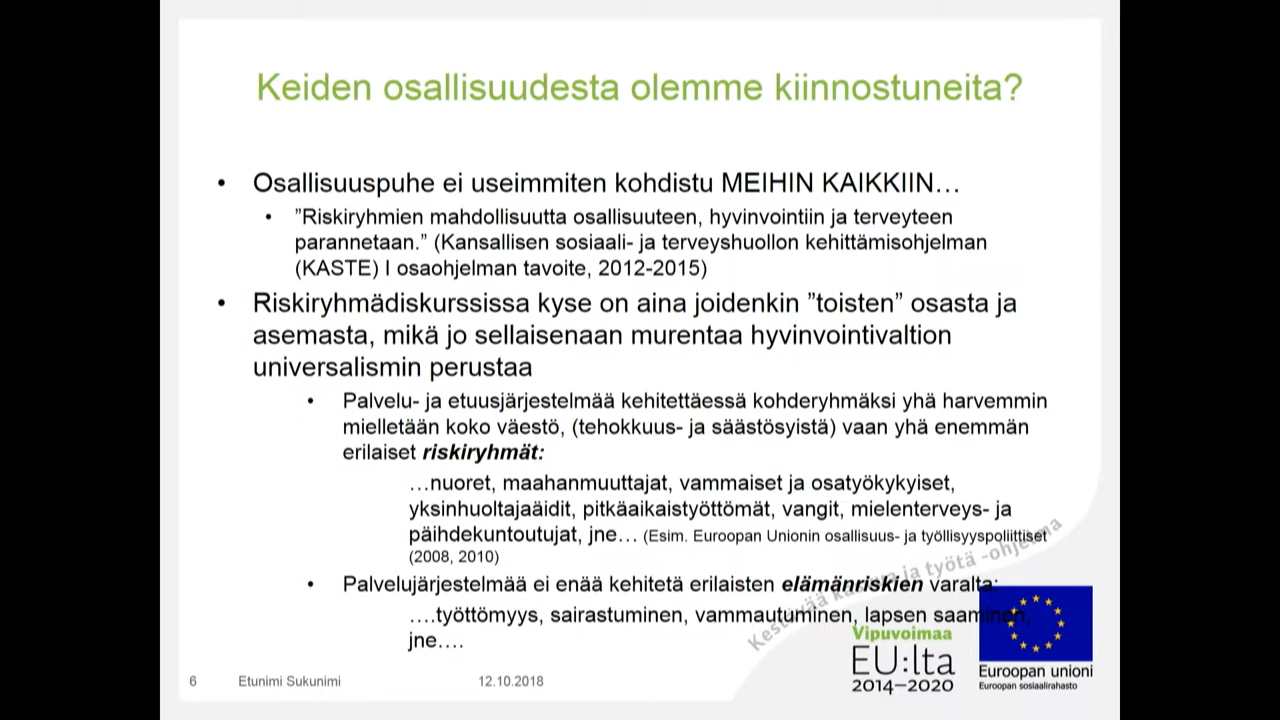 Keiden osallisuudesta olemme kiinnostuneita?
• Osallisuuspuhe ei useimmiten kohdistu MEIHIN KAIKKIIN…
• ”Riskiryhmien mahdollisuutta osallisuuteen, hyvinvointiin ja terveyteen
parannetaan.” (Kansallisen sosiaali- ja terveyshuollon kehittämisohjelman
(KASTE) I osaohjelman tavoite, 2012-2015)
• Riskiryhmädiskurssissa kyse on aina joidenkin ”toisten” osasta ja
asemasta, mikä jo sellaisenaan murentaa hyvinvointivaltion
universalismin perustaa
• Palvelu- ja etuusjärjestelmää kehitettäessä kohderyhmäksi yhä harvemmin
mielletään koko väestö, (tehokkuus- ja säästösyistä) vaan yhä enemmän
erilaiset riskiryhmät:
…nuoret, maahanmuuttajat, vammaiset ja osatyökykyiset,
yksinhuoltajaäidit, pitkäaikaistyöttömät, vangit, mielenterveys- ja
päihdekuntoutujat, jne… (Esim. Euroopan Unionin osallisuus- ja työllisyyspoliittiset
(2008, 2010)
• Palvelujärjestelmää ei enää kehitetä erilaisten elämänriskien varalta:
….työttömyys, sairastuminen, vammautuminen, lapsen saaminen,
jne….
Kestävää kasvua ja työtä -ohjelma
Vipuvoimaa
EU:lta
2014–2020
Euroopan unioni
Euroopan sosiaalirahasto
6 Etunimi Sukunimi 12.10.2018